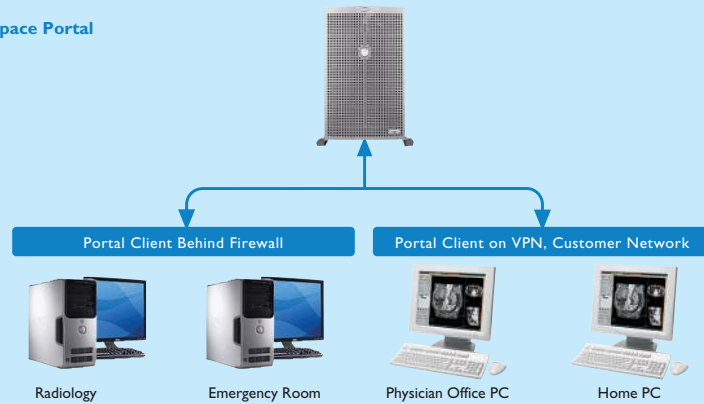 pace Portal
Portal Client Behind Firewall
Portal Client on VPN, Customer Network
Radiology
Emergency Room
Physician Office PC
Home PC